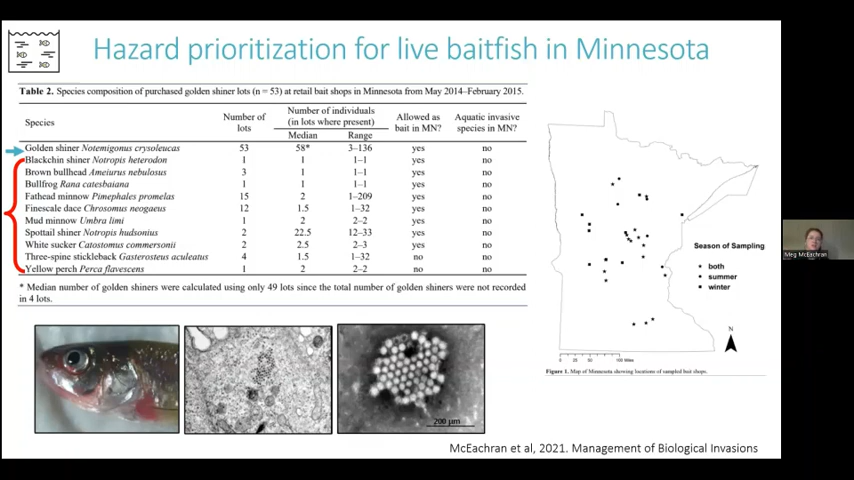 Hazard prioritization for live baitfish in Minnesota
Table 2. Species composition of purchased golden shiner lots (n = 53) at retail bait shops in Minnesota from May 2014–February 2015.
Species Number of lots Number of individuals (in lots where present) Allowed as bait in MN? Aquatic invasive species in MN?
Median Range
Golden shiner Notemigonus crysoleucas 53 58* 3–136 yes no
Blackchin shiner Notropis heterodon 1 1 1–1 yes no
Brown bullhead Ameiurus nebulosus 3 1 1–1 yes no
Bullfrog Rana catesbaiana 1 1 1–1 yes no
Fathead minnow Pimephales promelas 15 2 1–209 yes no
Finescale dace Chrosomus neogaeus 12 1.5 1–32 yes no
Mud minnow Umbra limi 1 2 2–2 yes no
Spottail shiner Notropis hudsonius 2 22.5 12–33 yes no
White sucker Catostomus commersonii 2 2.5 2–3 yes no
Three-spine stickleback Gasterosteus aculeatus 4 1.5 1–32 no no
Yellow perch Perca flavescens 1 2 2–2 no no
* Median number of golden shiners were calculated using only 49 lots since the total number of golden shiners were not recorded
in 4 lots.
Season of Sampling
both
summer
winter
N
0 25 50 100 Miles
Figure 1. Map of Minnesota showing locations of sampled bait shops.
200 µm
McEachran et al, 2021. Management of Biological Invasions
Meg McEachran